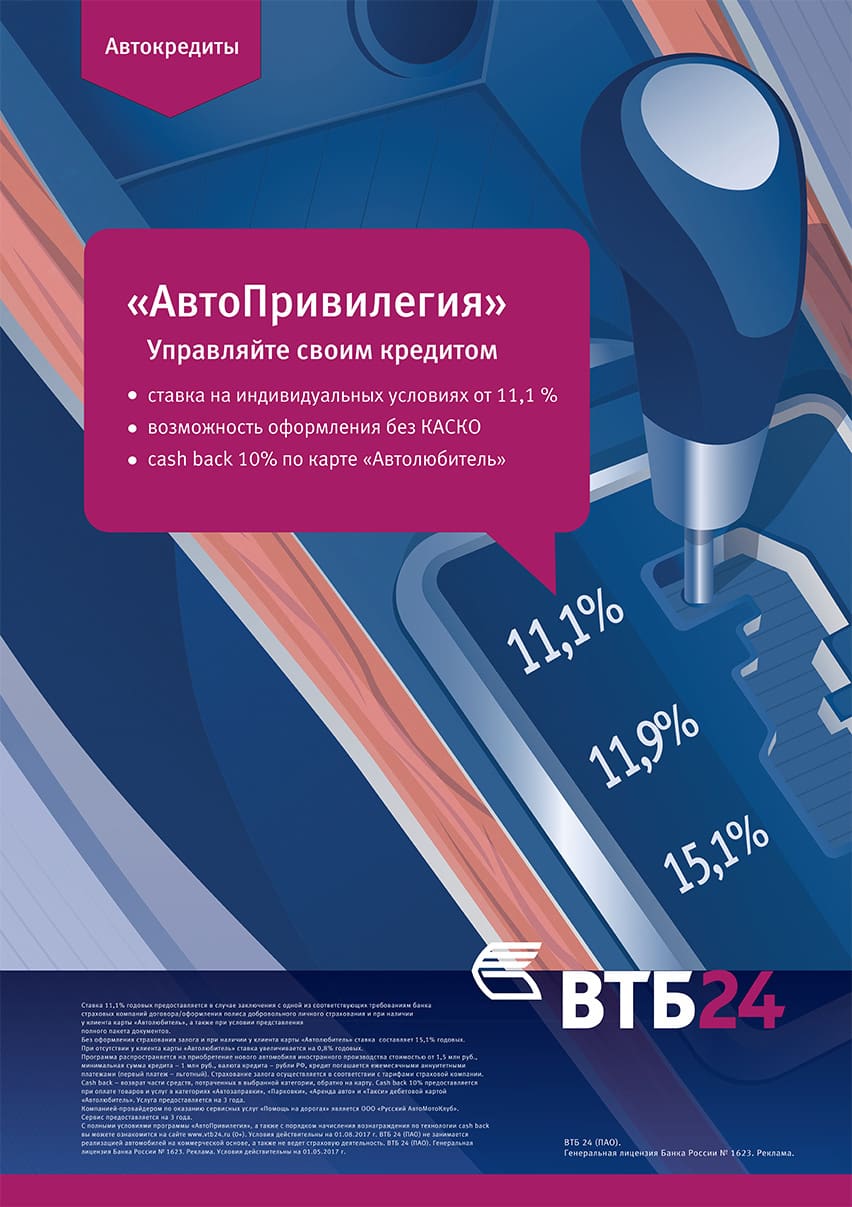 Автокредиты
«АвтоПривилегия»
Управляйте своим кредитом
• ставка на индивидуальных условиях от 11,1 %
• возможность оформления без КАСКО
• cash back 10% по карте «Автолюбитель»
11,1%
11,9%
15,1%
ВТБ24
Ставка 11,1% годовых предоставляется в случае заключения с одной из соответствующих требованиям банка
страховых компаний договора/оформления полиса добровольного личного страхования и при наличии
у клиента карты «Автолюбитель», а также при условии представления
полного пакета документов.
Без оформления страхования залога и при наличии у клиента карты «Автолюбитель» ставка составляет 15,1% годовых.
При отсутствии у клиента карты «Автолюбитель» ставка увеличивается на 0,8% годовых.
Программа распространяется на приобретение нового автомобиля иностранного производства стоимостью от 1,5 млн руб.,
минимальная сумма кредита – 1 млн руб., валюта кредита – рубли РФ, кредит погашается ежемесячными аннуитетными
платежами (первый платеж – льготный). Страхование залога осуществляется в соответствии с тарифами страховой компании.
Cash back – возврат части средств, потраченных в выбранной категории, обратно на карту. Cash back 10% предоставляется
при оплате товаров и услуг в категориях «Автозаправки», «Парковки», «Аренда авто» и «Такси» дебетовой картой
«Автолюбитель». Услуга предоставляется на 3 года.
Компанией-провайдером по оказанию сервисных услуг «Помощь на дорогах» является ООО «Русский АвтоМотоКлуб».
Сервис предоставляется на 3 года.
С полными условиями программы «АвтоПривилегия», а также с порядком начисления вознаграждения по технологии cash back
вы можете ознакомится на сайте www.vtb24.ru (0+). Условия действительны на 01.08.2017 г. ВТБ 24 (ПАО) не занимается
реализацией автомобилей на коммерческой основе, а также не ведет страховую деятельность. ВТБ 24 (ПАО). Генеральная
лицензия Банка России № 1623. Реклама. Условия действительны на 01.05.2017 г.
ВТБ 24 (ПАО).
Генеральная лицензия Банка России № 1623. Реклама.